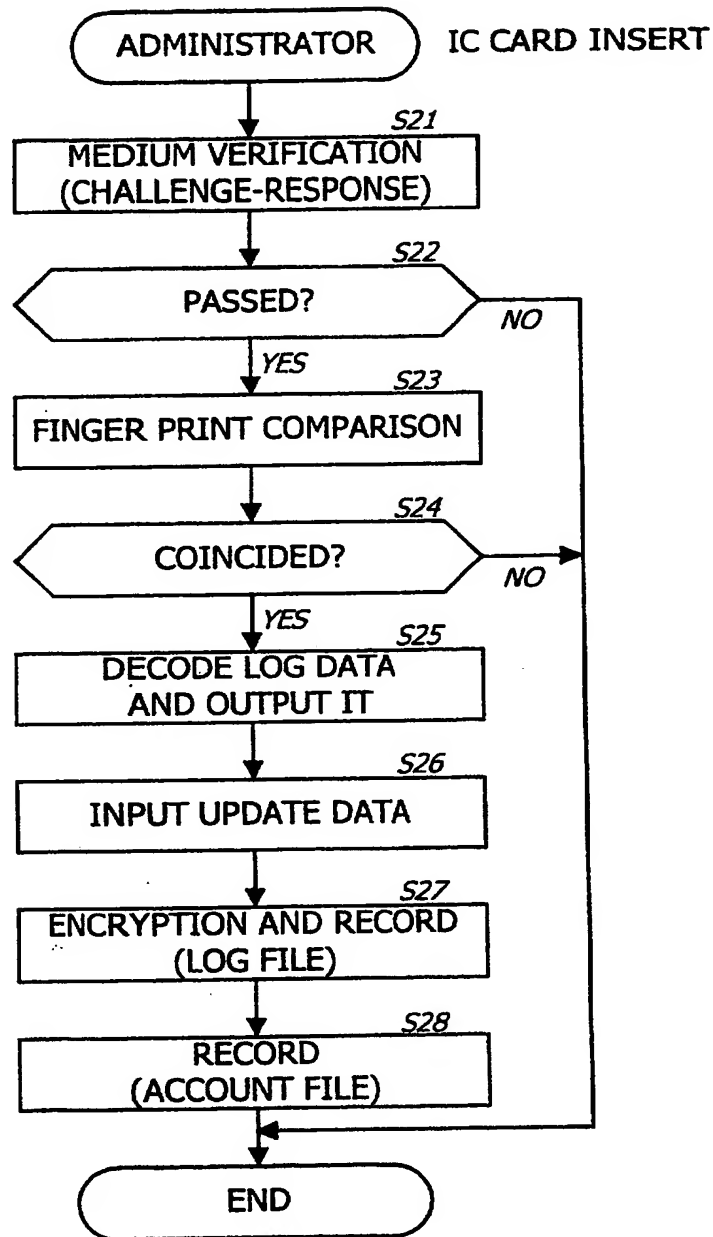 ADMINISTRATOR
IC CARD INSERT
S21
MEDIUM VERIFICATION
(CHALLENGE-RESPONSE)
S22
PASSED?
NO
YES
S23
FINGER PRINT COMPARISON
S24
COINCIDED?
NO
YES
S25
DECODE LOG DATA
AND OUTPUT IT
S26
INPUT UPDATE DATA
S27
ENCRYPTION AND RECORD
(LOG FILE)
S28
RECORD
(ACCOUNT FILE)
END